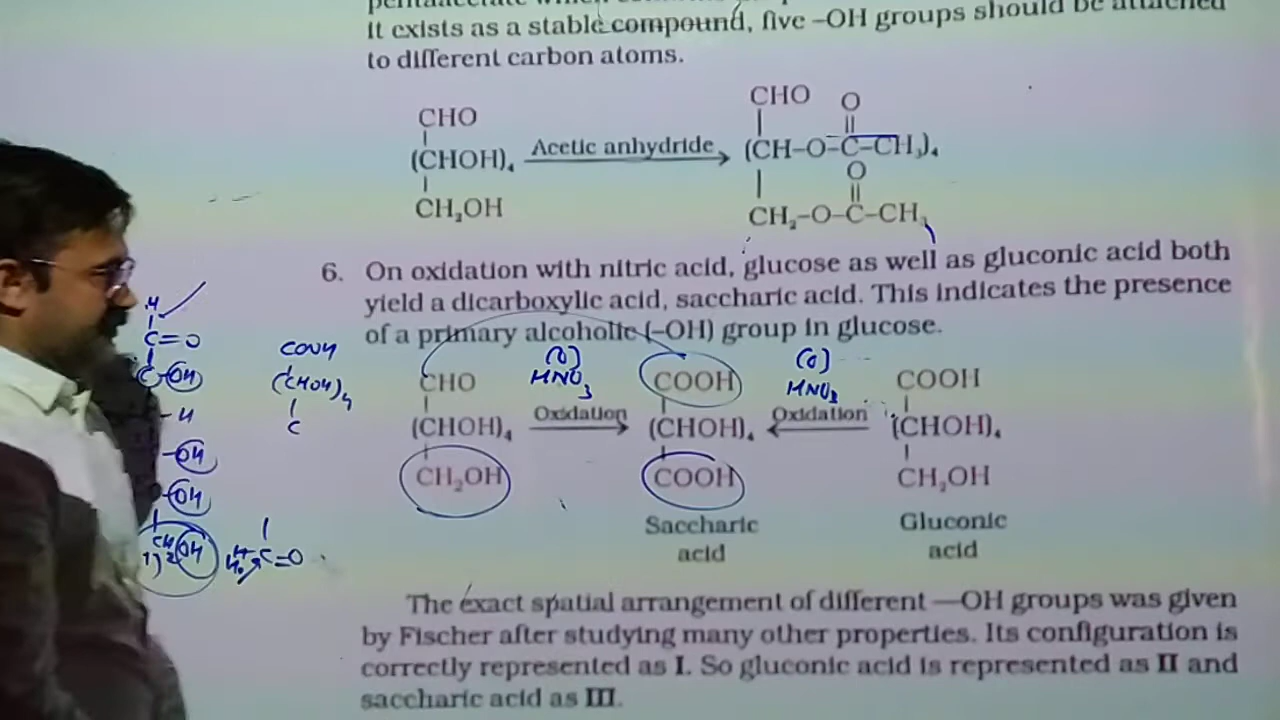 it exists as a stable compound, five –OH groups should be attached
to different carbon atoms.
CHO
(CHOH)₄
CH₂OH
Acetic anhydride
CHO O
(CH–O–C–CH₃)₄
O
CH₂–O–C–CH₃
6. On oxidation with nitric acid, glucose as well as gluconic acid both
yield a dicarboxylic acid, saccharic acid. This indicates the presence
of a primary alcoholic (–OH) group in glucose.
H
C=O
C-OH
-H
-OH
-OH
CH₂OH
COOH
(CHOH)₄
C
C=O
CHO
(CHOH)₄
CH₂OH
(O)
HNO₃
Oxidation
COOH
(CHOH)₄
COOH
Saccharic
acid
(O)
HNO₃
Oxidation
COOH
(CHOH)₄
CH₂OH
Gluconic
acid
The exact spatial arrangement of different —OH groups was given
by Fischer after studying many other properties. Its configuration is
correctly represented as I. So gluconic acid is represented as II and
saccharic acid as III.